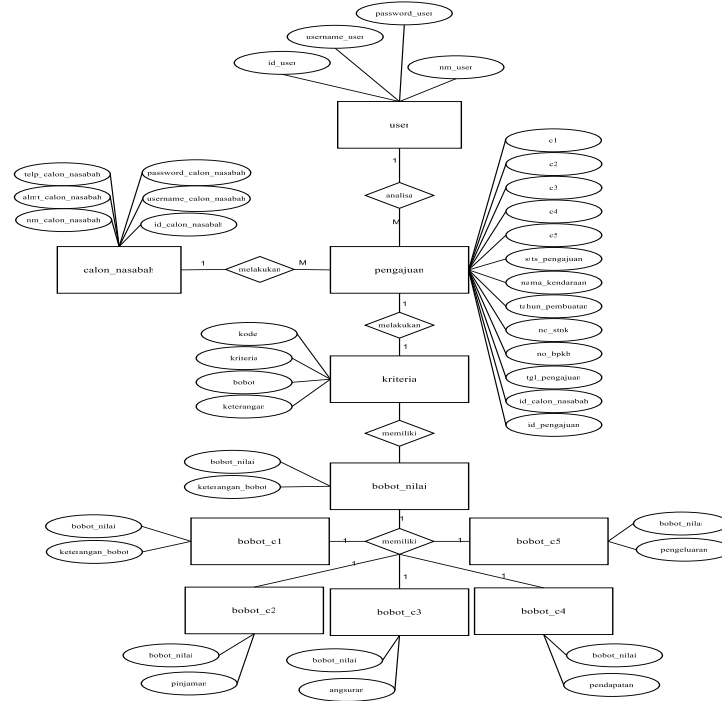 password_user
username_user
id_user
nm_user
user
1
analisa
M
telp_calon_nasabah
password_calon_nasabah
almt_calon_nasabah
username_calon_nasabah
nm_calon_nasabah
id_calon_nasabah
calon_nasabah
1
melakukan
M
pengajuan
c1
c2
c3
c4
c5
stts_pengajuan
nama_kendaraan
tahun_pembuatan
no_stnk
no_bpkb
tgl_pengajuan
id_calon_nasabah
id_pengajuan
1
melakukan
1
kode
kriteria
bobot
keterangan
kriteria
memiliki
bobot_nilai
keterangan_bobot
bobot_nilai
1
bobot_nilai
keterangan_bobot
bobot_c1
1
memiliki
1
bobot_c5
bobot_nilai
pengeluaran
1
1
1
bobot_c2
bobot_c3
bobot_c4
bobot_nilai
pinjaman
bobot_nilai
angsuran
bobot_nilai
pendapatan